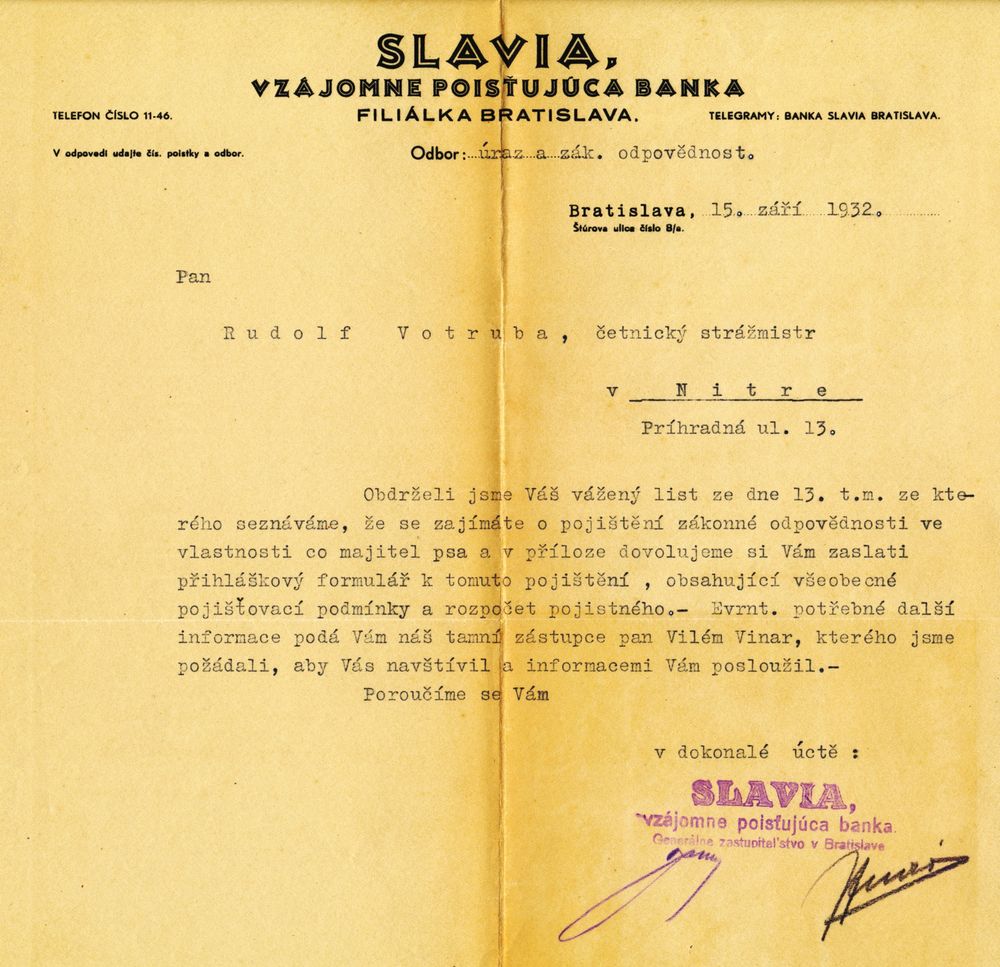 SLAVIA,
VZÁJOMNE POISŤUJÚCA BANKA
FILIÁLKA BRATISLAVA.
TELEFON ČÍSLO 11-46.
TELEGRAMY: BANKA SLAVIA BRATISLAVA.
V odpovedi udajte čís. poistky a odbor.
Odbor: úraz a zák. odpovědnost.
Bratislava, 15. září 1932.
Štúrova ulica číslo 8/a.
Pan
Rudolf Votruba, četnický strážmistr
v Nitre
Príhradná ul. 13.
Obdrželi jsme Váš vážený list ze dne 13. t.m. ze kte-
rého seznáváme, že se zajímáte o pojištění zákonné odpovědnosti ve
vlastnosti co majitel psa a v příloze dovolujeme si Vám zaslati
přihláškový formulář k tomuto pojištění , obsahující všeobecné
pojišťovací podmínky a rozpočet pojistného.- Evrnt. potřebné další
informace podá Vám náš tamní zástupce pan Vilém Vinar, kterého jsme
požádali, aby Vás navštívil a informacemi Vám posloužil.-
Poroučíme se Vám
v dokonalé úctě :
SLAVIA,
vzájomne poisťujúca banka.
Generálne zastupiteľstvo v Bratislave